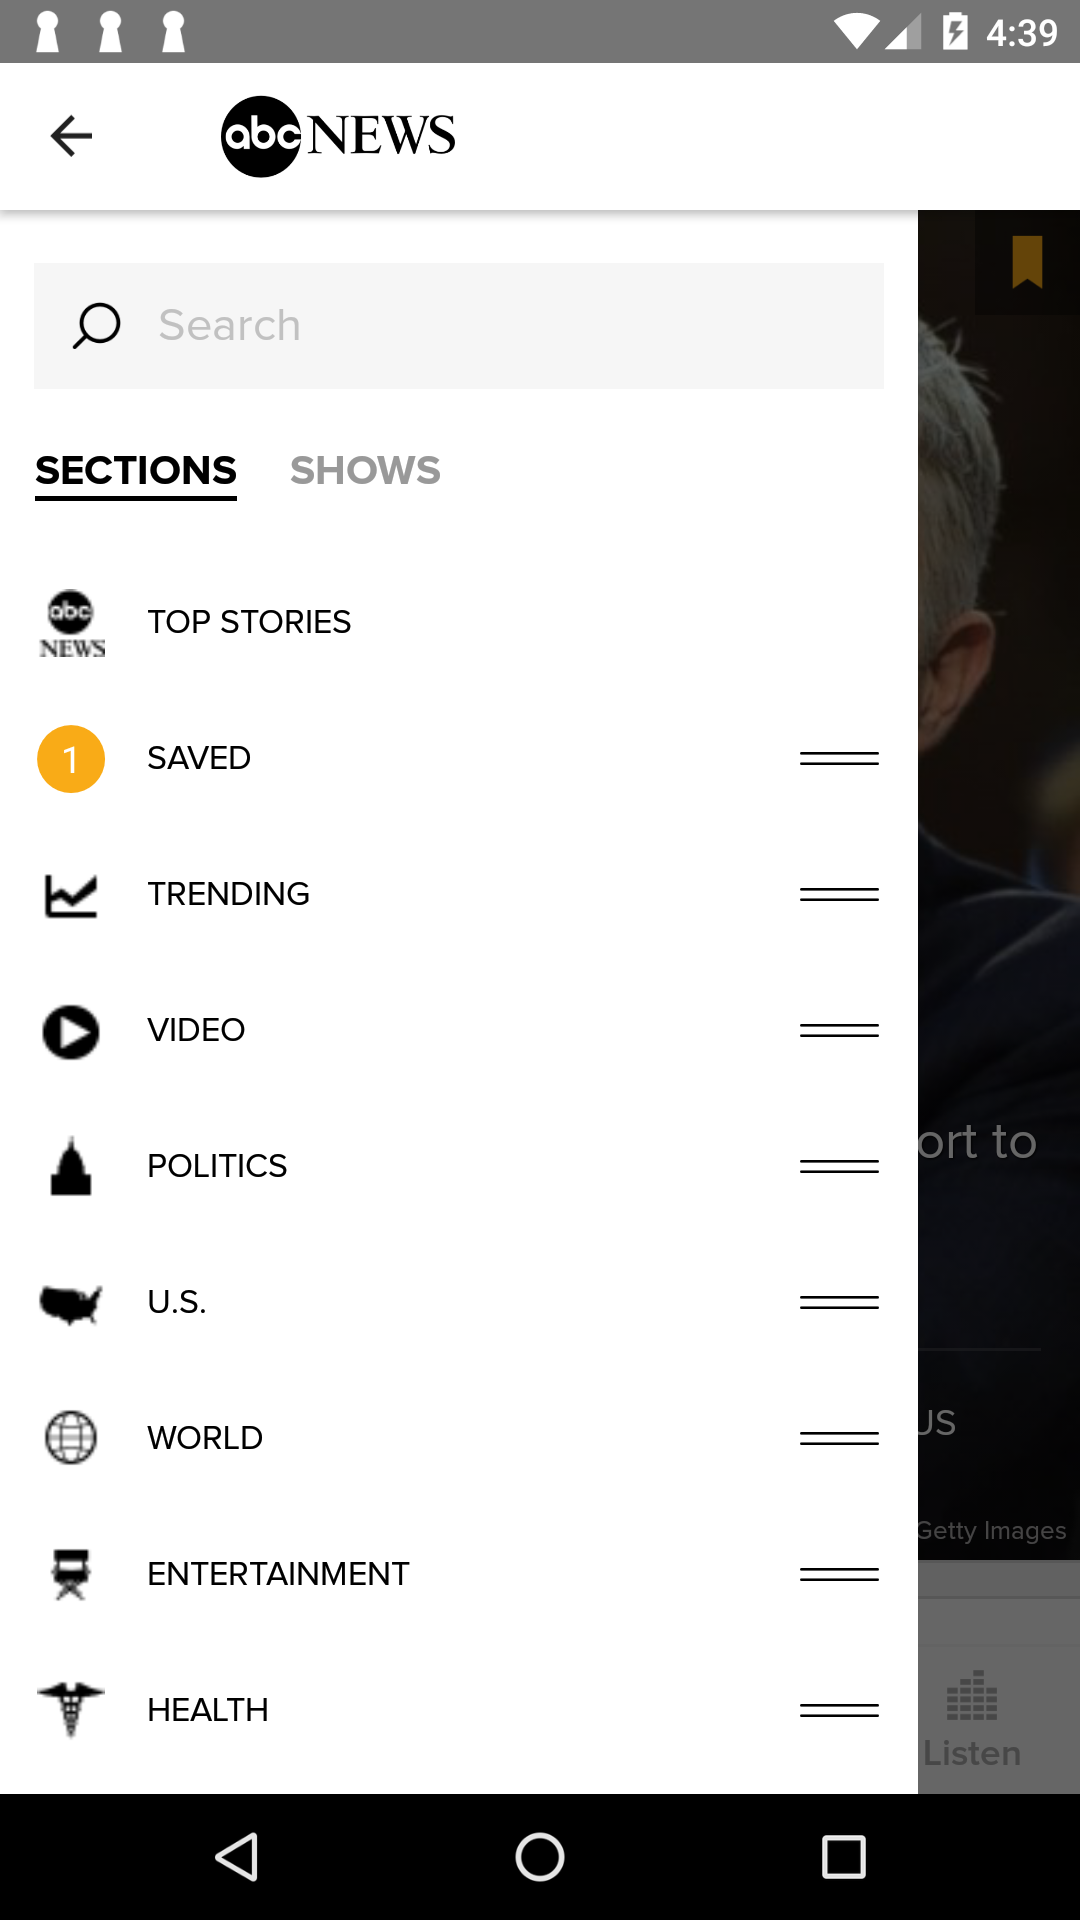 4:39
abc NEWS
Search
SECTIONS SHOWS
abc NEWS TOP STORIES
1 SAVED
TRENDING
VIDEO
POLITICS
ort to
U.S.
US
WORLD
Getty Images
ENTERTAINMENT
HEALTH
Listen